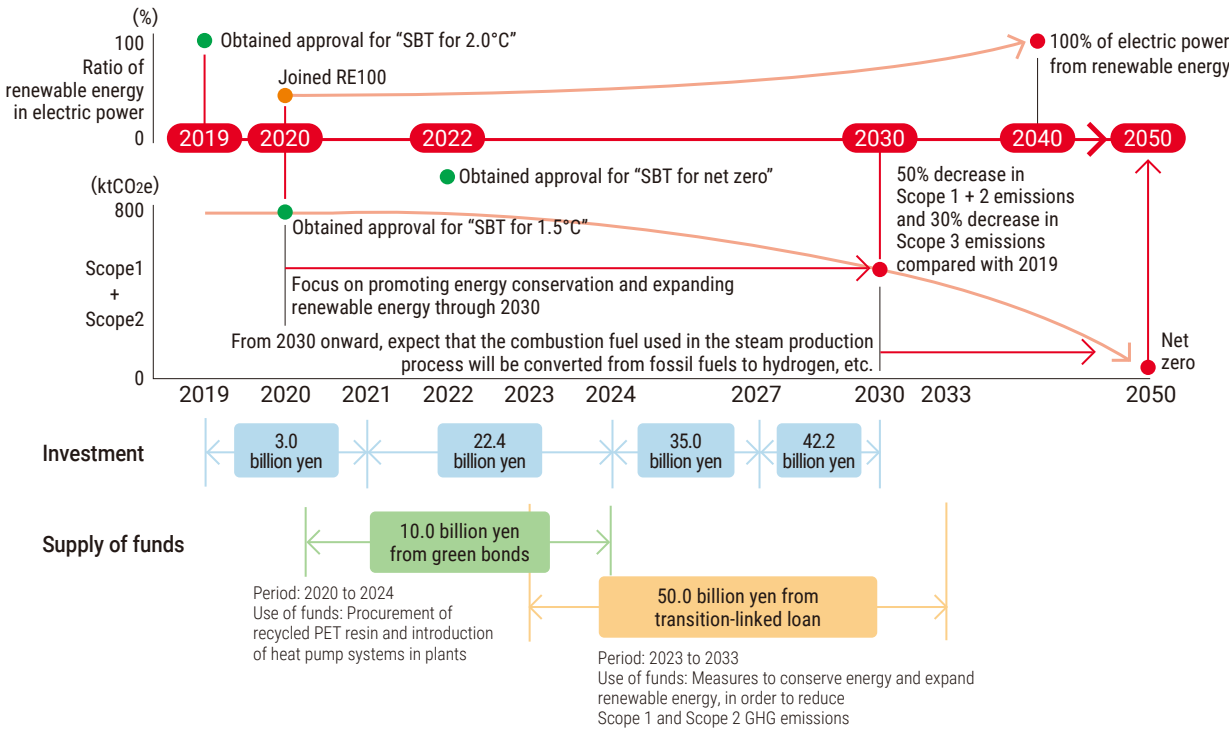 (%)
100
Ratio of
renewable energy
in electric power
0
Obtained approval for “SBT for 2.0°C”
Joined RE100
100% of electric power
from renewable energy
2019
2020
2022
2030
2040
2050
(ktCO2e)
800
Scope1
+
Scope2
0
Obtained approval for “SBT for net zero”
Obtained approval for “SBT for 1.5°C”
50% decrease in
Scope 1 + 2 emissions
and 30% decrease in
Scope 3 emissions
compared with 2019
Focus on promoting energy conservation and expanding
renewable energy through 2030
From 2030 onward, expect that the combustion fuel used in the steam production
process will be converted from fossil fuels to hydrogen, etc.
Net
zero
2019
2020
2021
2022
2023
2024
2027
2030
2033
2050
Investment
3.0
billion yen
22.4
billion yen
35.0
billion yen
42.2
billion yen
Supply of funds
10.0 billion yen
from green bonds
Period: 2020 to 2024
Use of funds: Procurement of
recycled PET resin and introduction
of heat pump systems in plants
50.0 billion yen from
transition-linked loan
Period: 2023 to 2033
Use of funds: Measures to conserve energy and expand
renewable energy, in order to reduce
Scope 1 and Scope 2 GHG emissions